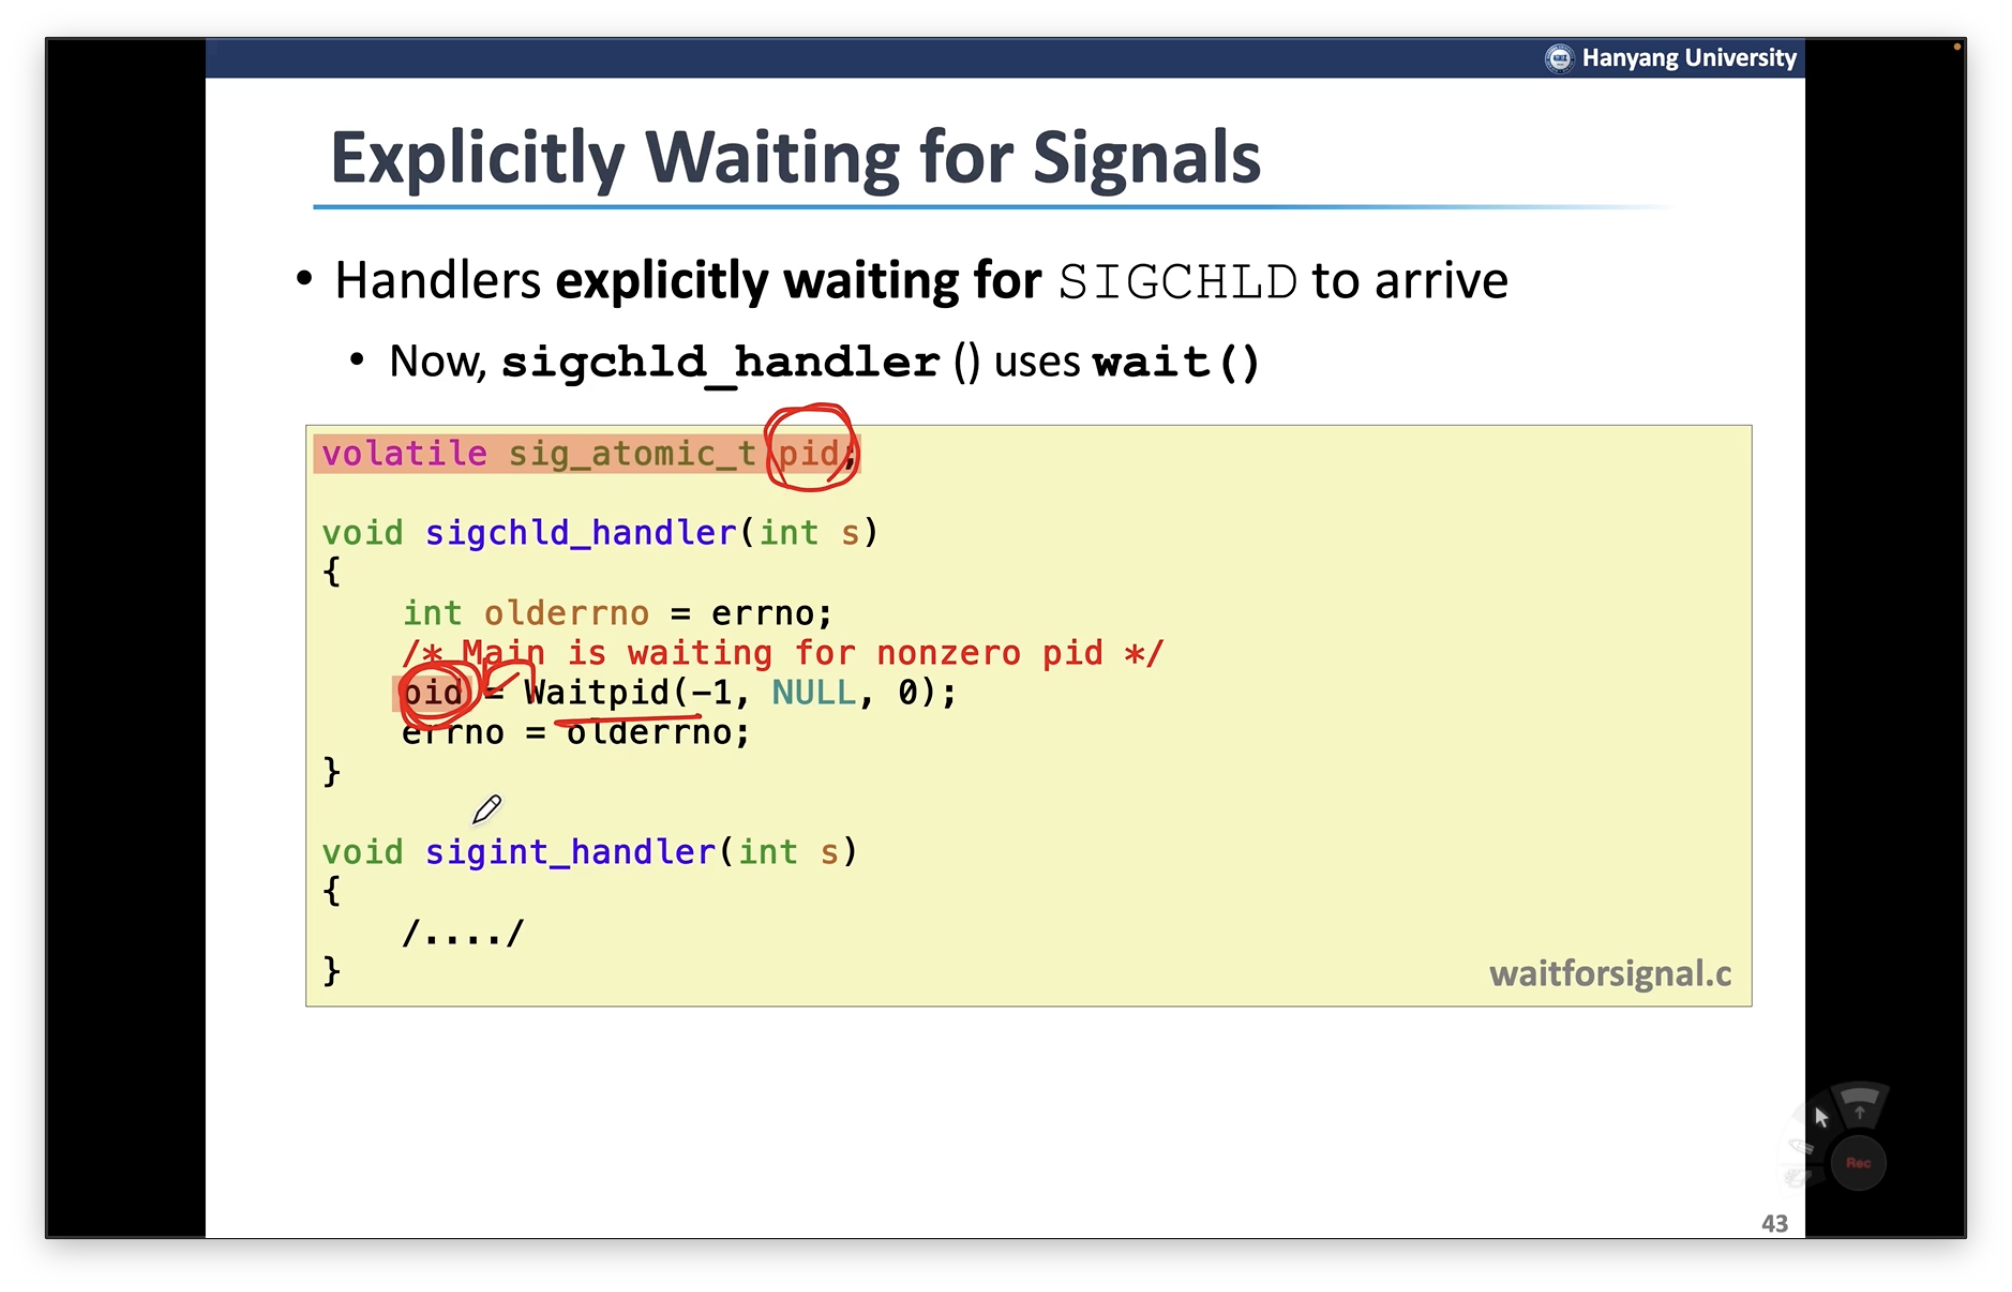 Hanyang University
Explicitly Waiting for Signals
• Handlers explicitly waiting for SIGCHLD to arrive
• Now, sigchld_handler() uses wait()
volatile sig_atomic_t pid;
void sigchld_handler(int s)
{
    int olderrno = errno;
    /* Main is waiting for nonzero pid */
    pid = Waitpid(-1, NULL, 0);
    errno = olderrno;
}
void sigint_handler(int s)
{
    /..../
}
waitforsignal.c
Rec
43